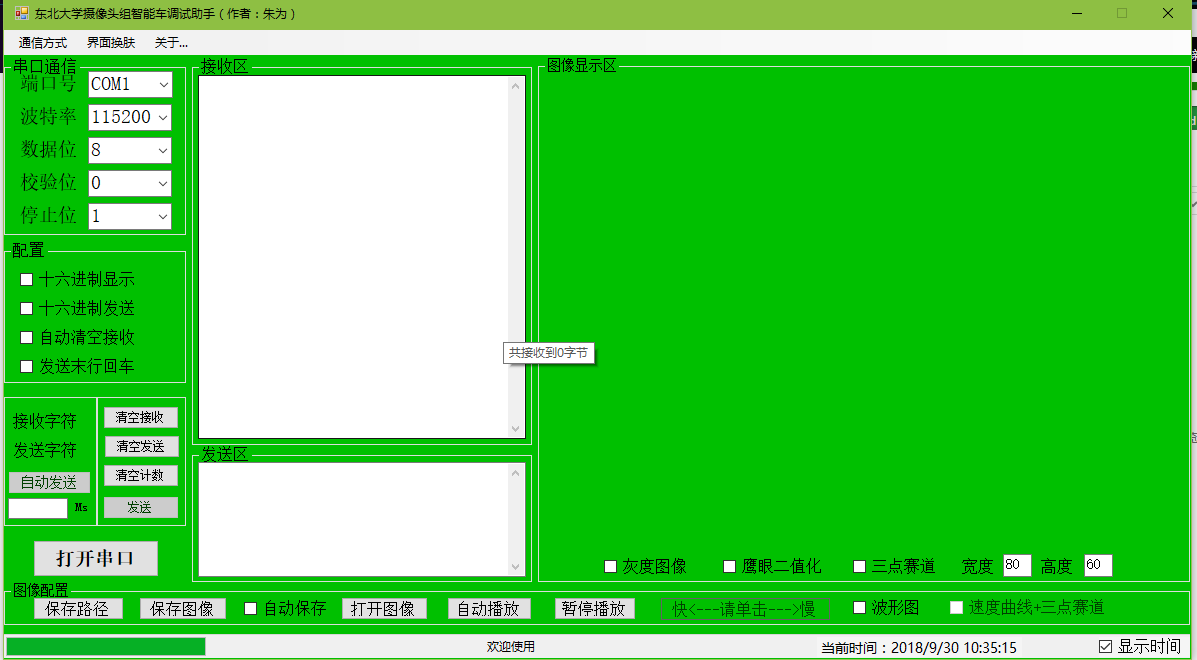 东北大学摄像头组智能车调试助手（作者：朱为）
通信方式 界面换肤 关于...
串口通信
端口号 COM1
波特率 115200
数据位 8
校验位 0
停止位 1
配置
十六进制显示
十六进制发送
自动清空接收
发送末行回车
接收字符
发送字符
自动发送
Ms
清空接收
清空发送
清空计数
发送
打开串口
接收区
共接收到0字节
发送区
图像显示区
灰度图像 鹰眼二值化 三点赛道 宽度 80 高度 60
图像配置
保存路径 保存图像 自动保存 打开图像 自动播放 暂停播放 快<---请单击--->慢 波形图 速度曲线+三点赛道
欢迎使用 当前时间：2018/9/30 10:35:15 显示时间